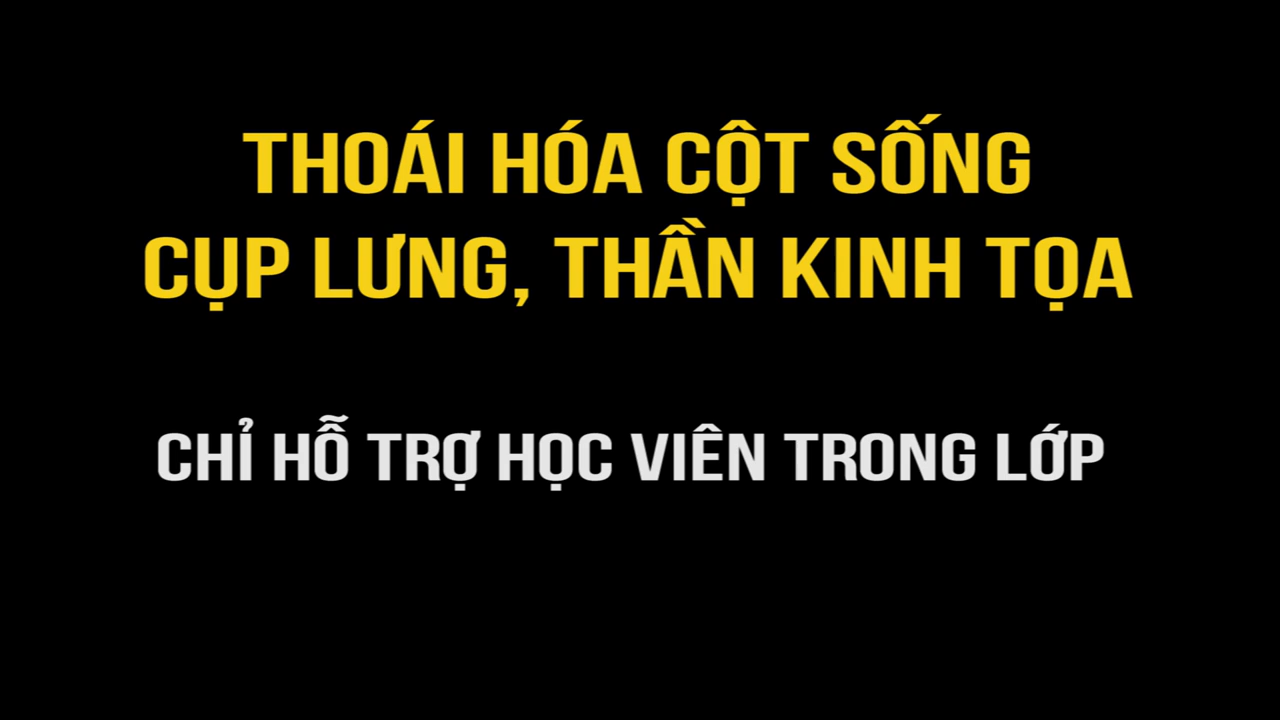 THOÁI HÓA CỘT SỐNG
CỤP LƯNG, THẦN KINH TỌA
CHỈ HỖ TRỢ HỌC VIÊN TRONG LỚP